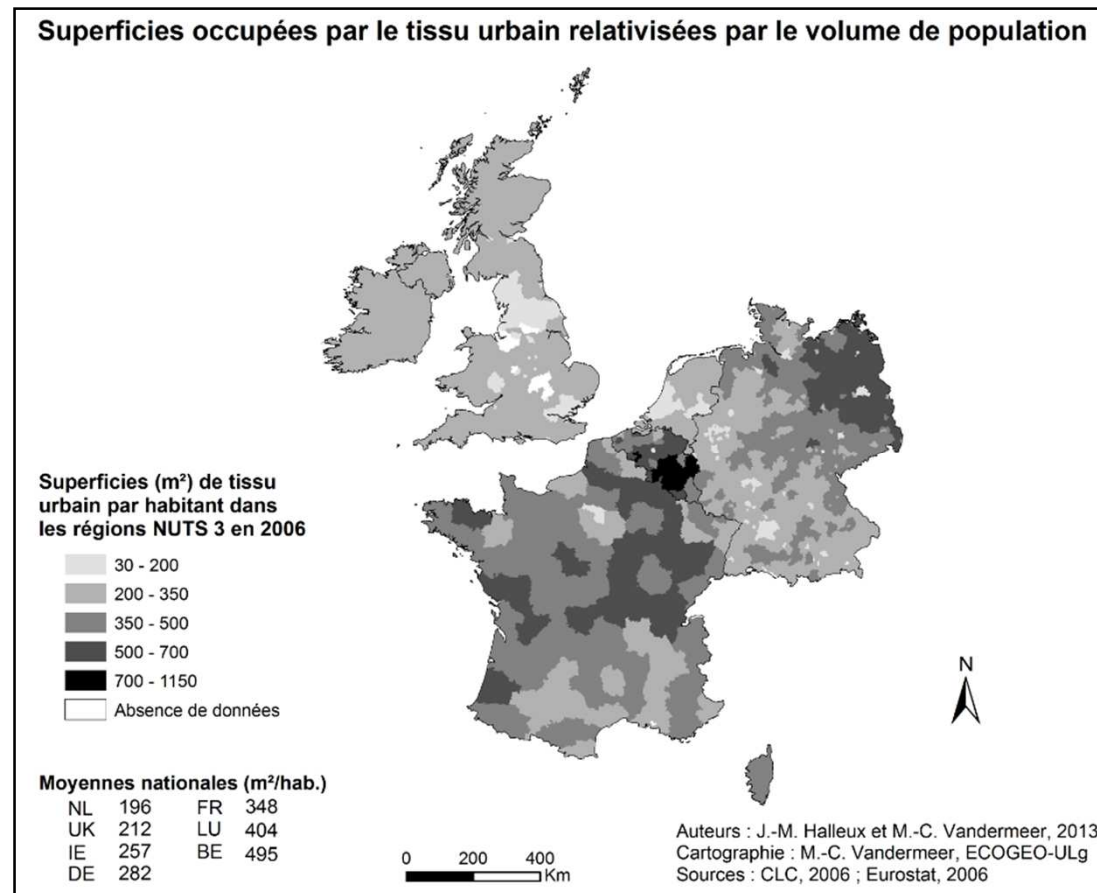 Superficies occupées par le tissu urbain relativisées par le volume de population
Superficies (m²) de tissu
urbain par habitant dans
les régions NUTS 3 en 2006
30 - 200
200 - 350
350 - 500
500 - 700
700 - 1150
Absence de données
N
Moyennes nationales (m²/hab.)
NL 196 FR 348
UK 212 LU 404
IE 257 BE 495
DE 282
0 200 400
Km
Auteurs : J.-M. Halleux et M.-C. Vandermeer, 2013
Cartographie : M.-C. Vandermeer, ECOGEO-ULg
Sources : CLC, 2006 ; Eurostat, 2006